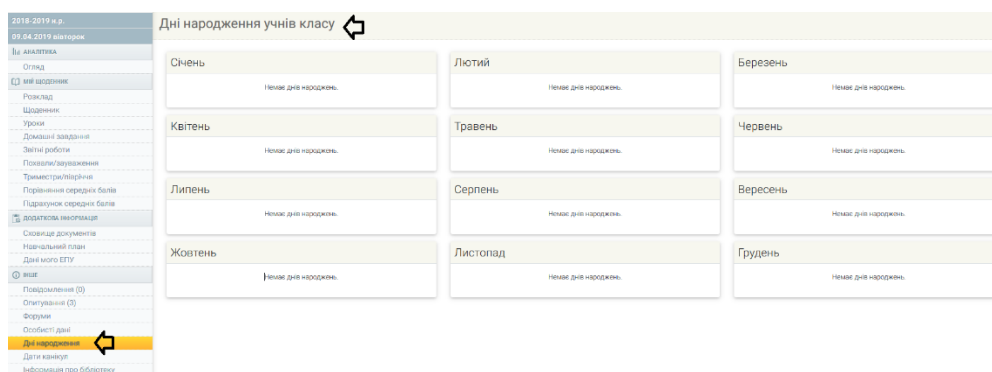 2018-2019 н.р.
09.04.2019 вівторок
АНАЛІТИКА
Огляд
МІЙ ЩОДЕННИК
Розклад
Щоденник
Уроки
Домашні завдання
Звітні роботи
Похвали/зауваження
Триместри/півріччя
Порівняння середніх балів
Підрахунок середніх балів
ДОДАТКОВА ІНФОРМАЦІЯ
Сховище документів
Навчальний план
Дані мого ЕПУ
ІНШЕ
Повідомлення (0)
Опитування (3)
Форуми
Особисті дані
Дні народження
Дати канікул
Інформація про бібліотеку
Дні народження учнів класу
Січень
Немає днів народжень.
Лютий
Немає днів народжень.
Березень
Немає днів народжень.
Квітень
Немає днів народжень.
Травень
Немає днів народжень.
Червень
Немає днів народжень.
Липень
Немає днів народжень.
Серпень
Немає днів народжень.
Вересень
Немає днів народжень.
Жовтень
Немає днів народжень.
Листопад
Немає днів народжень.
Грудень
Немає днів народжень.